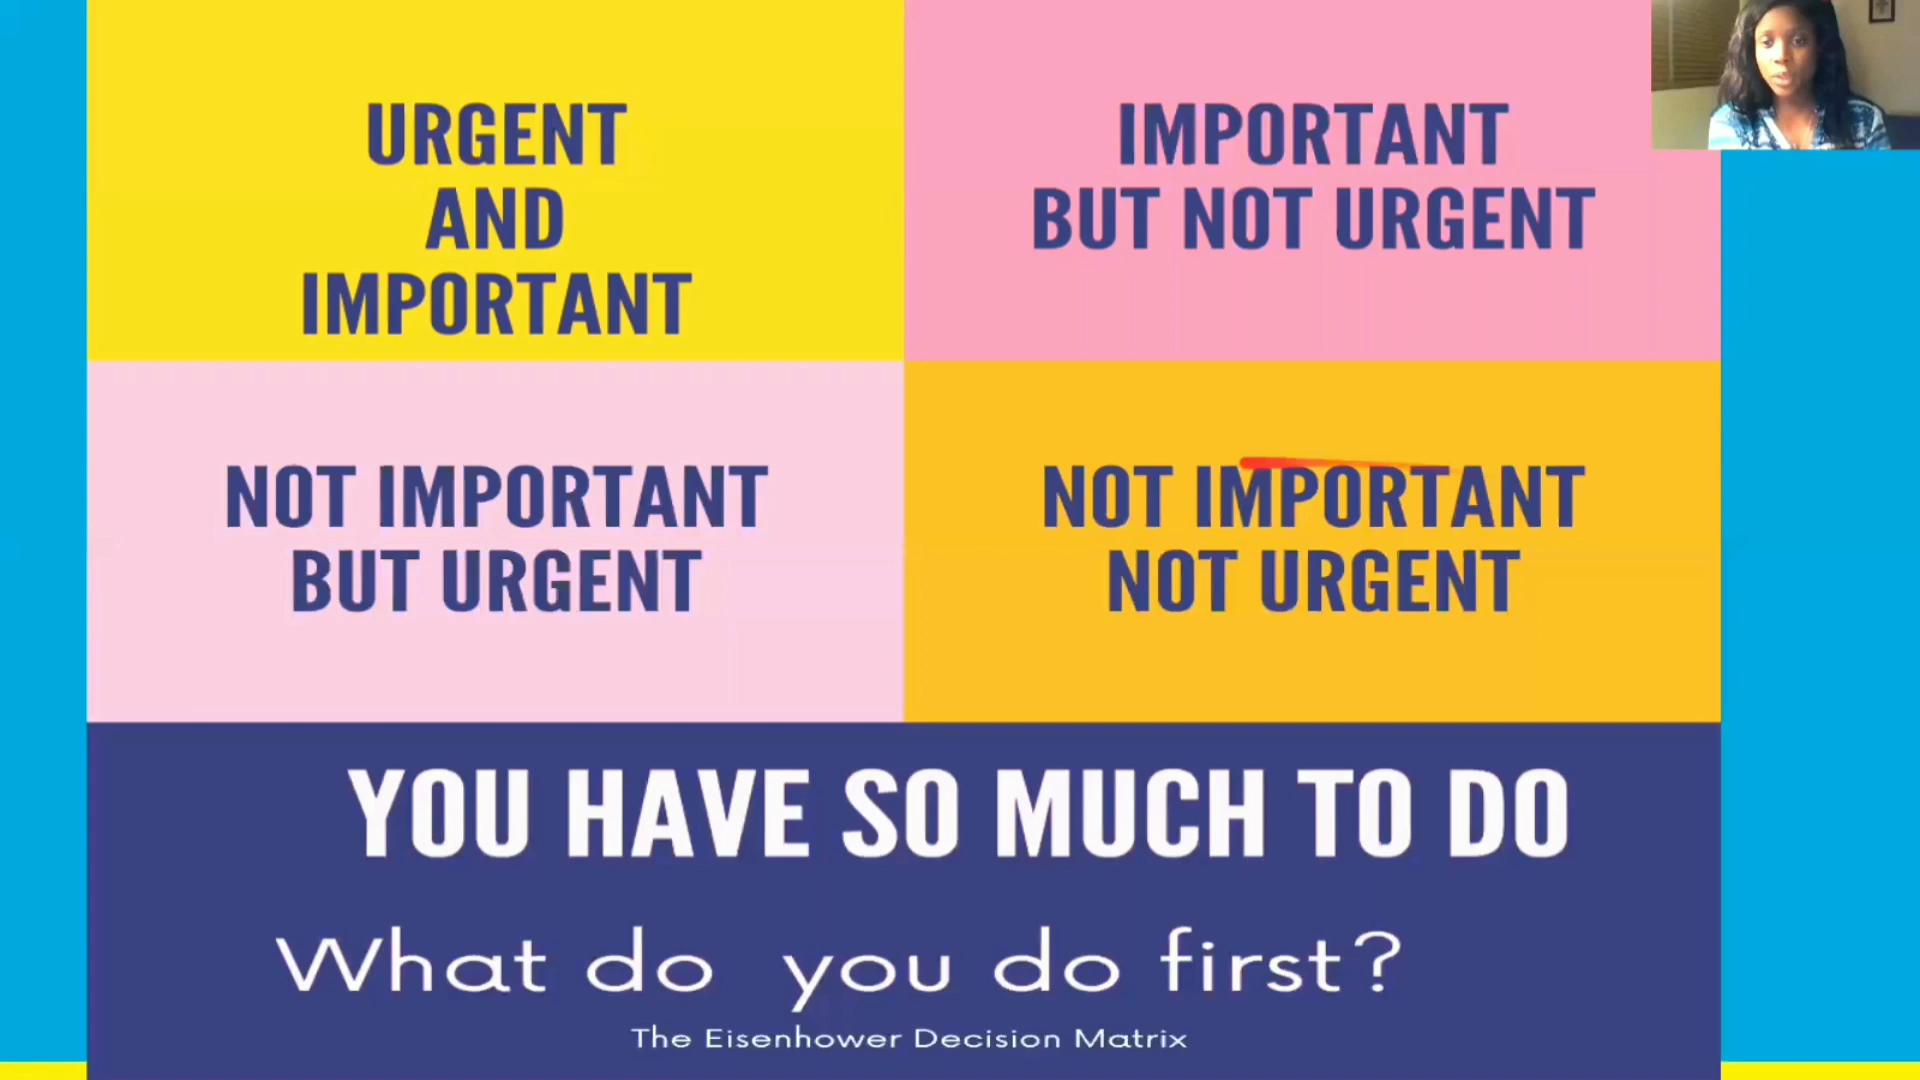 URGENT
AND
IMPORTANT
IMPORTANT
BUT NOT URGENT
NOT IMPORTANT
BUT URGENT
NOT IMPORTANT
NOT URGENT
YOU HAVE SO MUCH TO DO
What do you do first?
The Eisenhower Decision Matrix